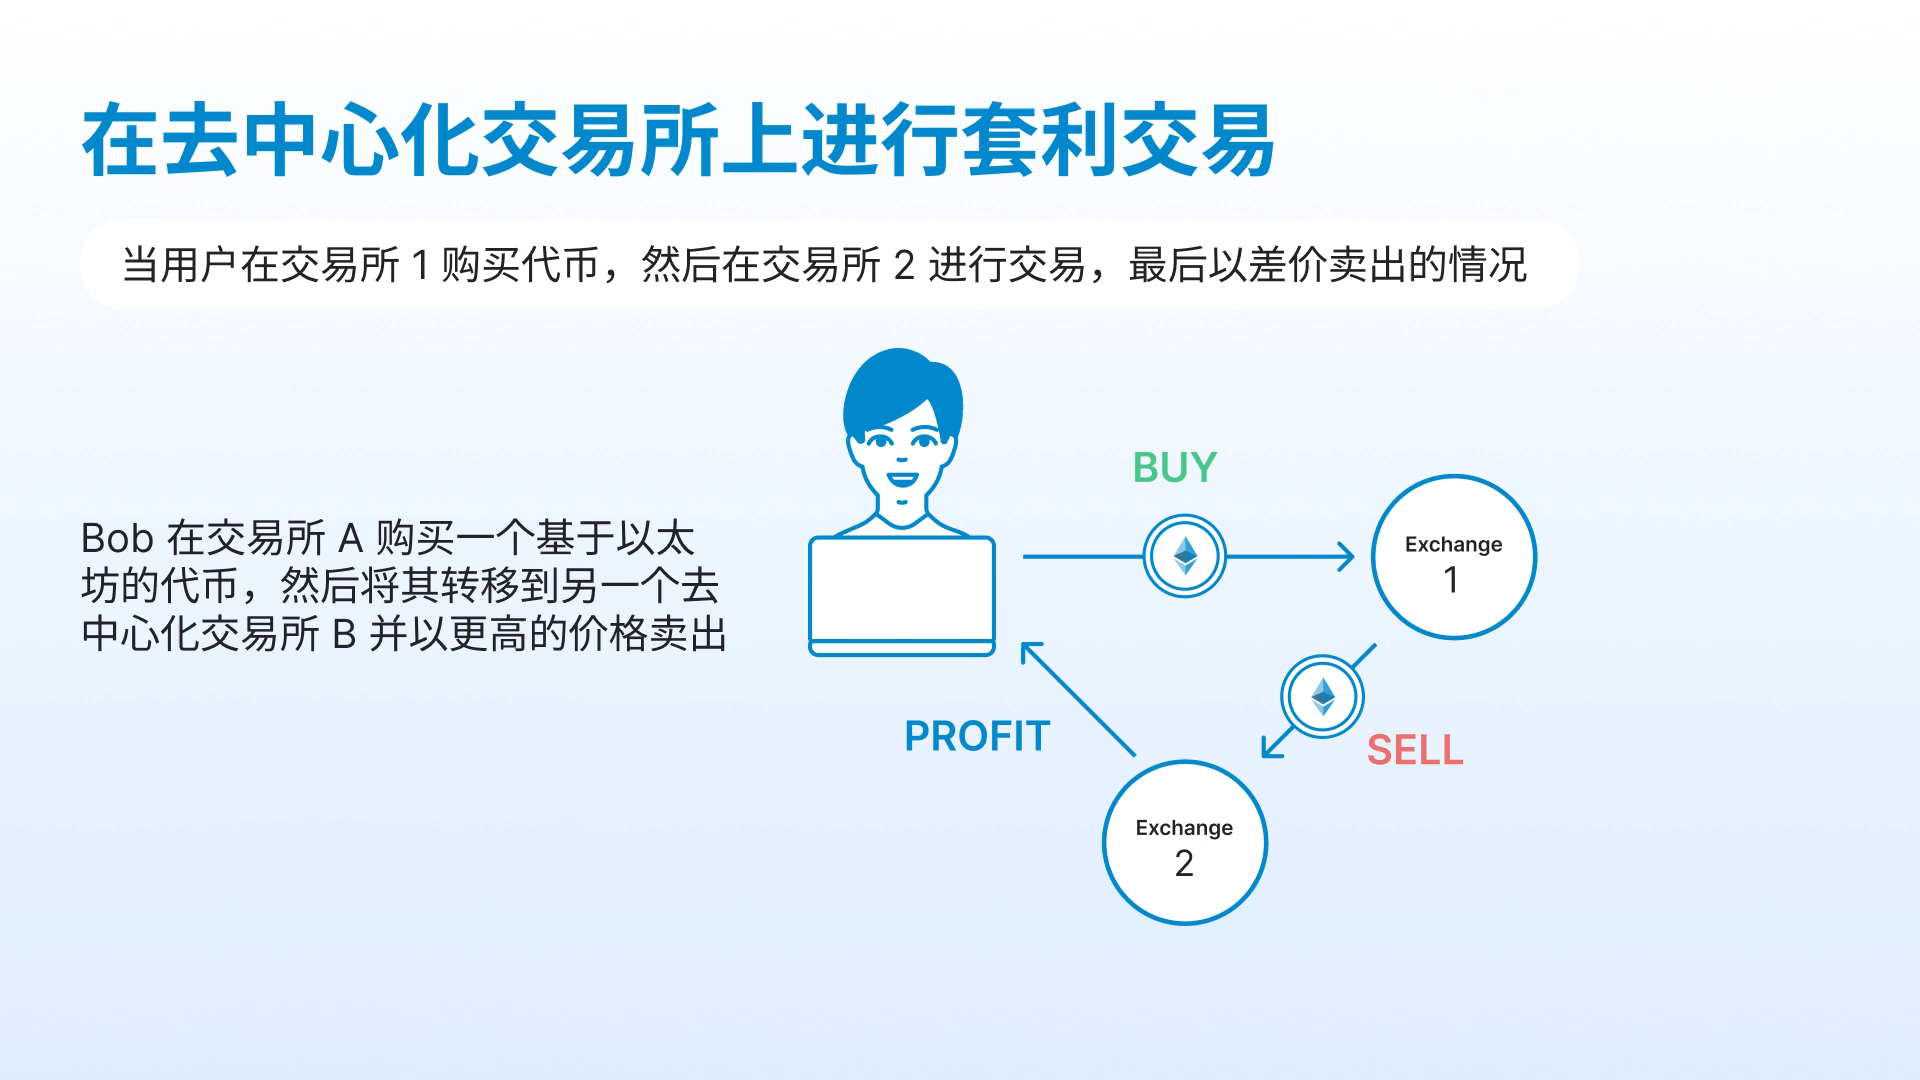 在去中心化交易所上进行套利交易
当用户在交易所 1 购买代币，然后在交易所 2 进行交易，最后以差价卖出的情况
Bob 在交易所 A 购买一个基于以太
坊的代币，然后将其转移到另一个去
中心化交易所 B 并以更高的价格卖出
BUY
Exchange
1
PROFIT
SELL
Exchange
2